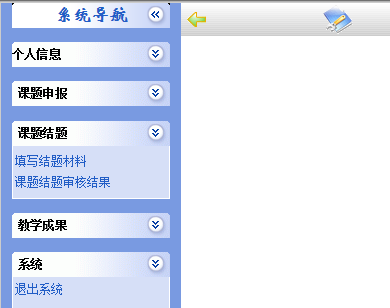 系统导航
个人信息
课题申报
课题结题
填写结题材料
课题结题审核结果
教学成果
系统
退出系统